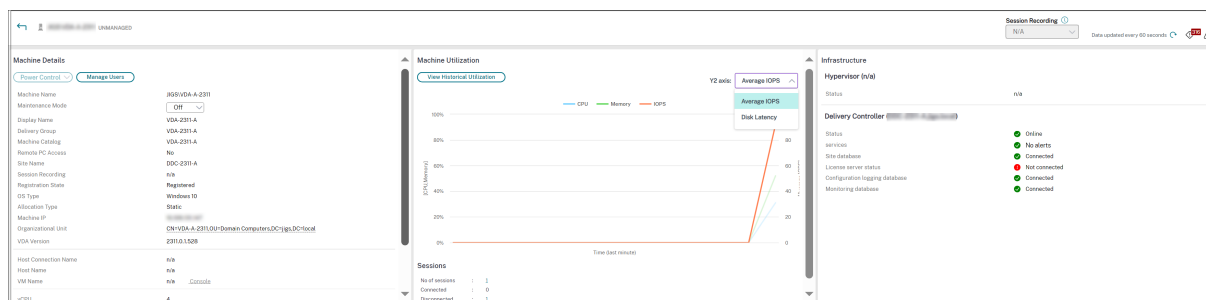 UNMANAGED
Session Recording
N/A
Data updated every 60 seconds
316
Machine Details
Power Control
Manage Users
Machine Name JIGS\VDA-A-2311
Maintenance Mode Off
Display Name VDA-2311-A
Delivery Group VDA-2311-A
Machine Catalog VDA-2311-A
Remote PC Access No
Site Name DDC-2311-A
Session Recording n/a
Registration State Registered
OS Type Windows 10
Allocation Type Static
Machine IP
Organizational Unit CN=VDA-A-2311,OU=Domain Computers,DC=jigs,DC=local
VDA Version 2311.0.1.528
Host Connection Name n/a
Host Name n/a
VM Name n/a Console
vCPU 4
Machine Utilization
View Historical Utilization
Y2 axis: Average IOPS
Average IOPS
Disk Latency
CPU Memory IOPS
100%
80% 80
60% 60
40% 40
20% 20
0% 0
(CPU,Memory)
Time (last minute)
Sessions
No of sessions : 1
Connected : 0
Disconnected : 1
Infrastructure
Hypervisor (n/a)
Status n/a
Delivery Controller
Status Online
services No alerts
Site database Connected
License server status Not connected
Configuration logging database Connected
Monitoring database Connected